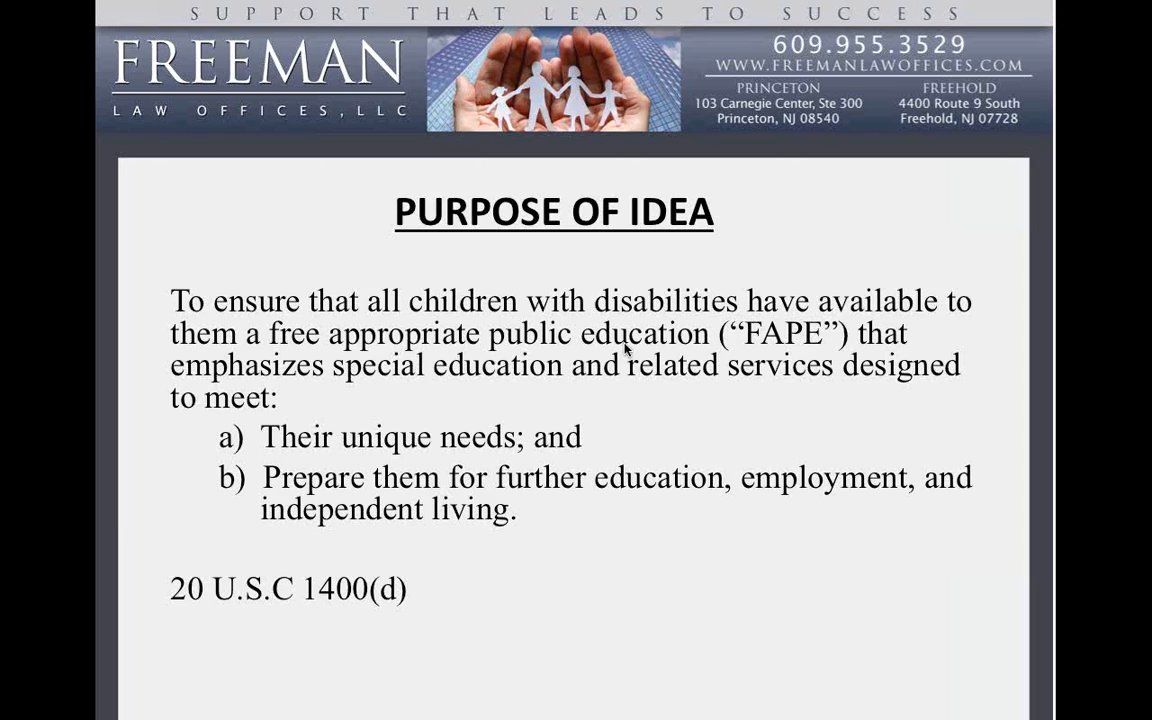 SUPPORT THAT LEADS TO SUCCESS
FREEMAN
LAW OFFICES, LLC
609.955.3529
WWW.FREEMANLAWOFFICES.COM
PRINCETON
103 Carnegie Center, Ste 300
Princeton, NJ 08540
FREEHOLD
4400 Route 9 South
Freehold, NJ 07728
PURPOSE OF IDEA
To ensure that all children with disabilities have available to
them a free appropriate public education (“FAPE”) that
emphasizes special education and related services designed
to meet:
a) Their unique needs; and
b) Prepare them for further education, employment, and
independent living.
20 U.S.C 1400(d)